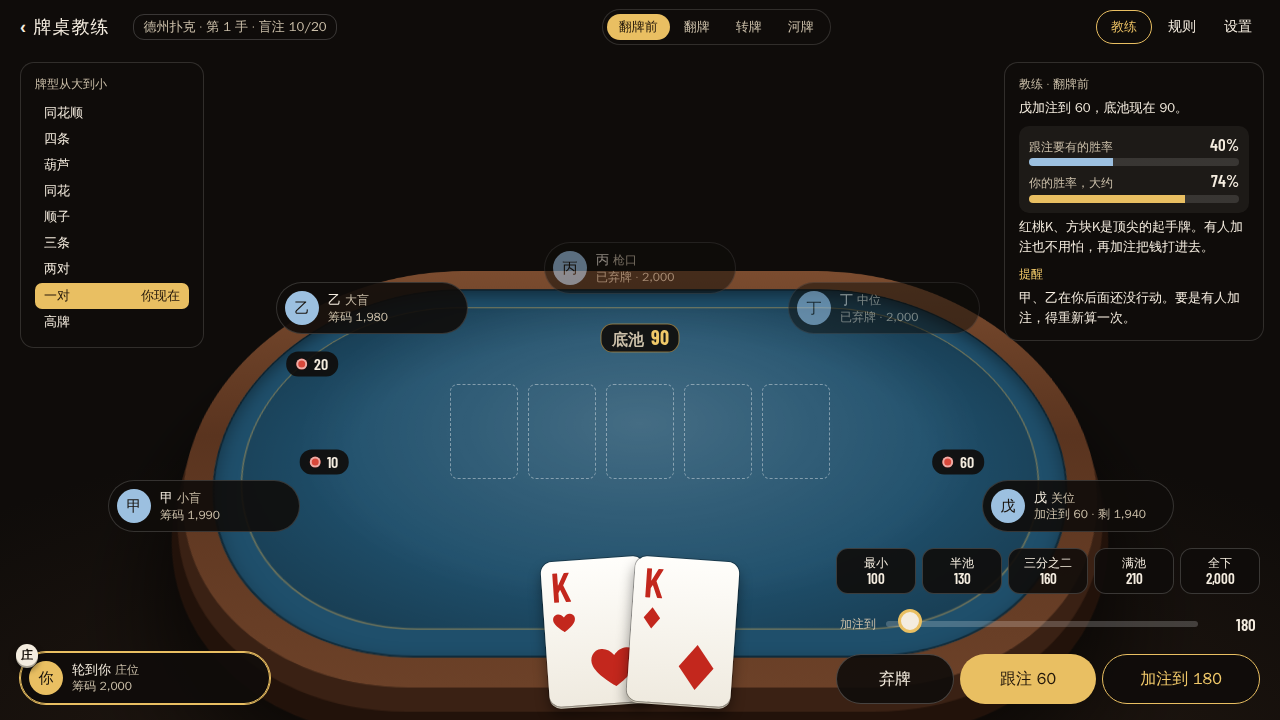 ‹ 牌桌教练
德州扑克 · 第 1 手 · 盲注 10/20
翻牌前 翻牌 转牌 河牌
教练 规则 设置
牌型从大到小
同花顺
四条
葫芦
同花
顺子
三条
两对
一对 你现在
高牌
教练 · 翻牌前
戊加注到 60，底池现在 90。
跟注要有的胜率 40%
你的胜率，大约 74%
红桃K、方块K是顶尖的起手牌。有人加
注也不用怕，再加注把钱打进去。
提醒
甲、乙在你后面还没行动。要是有人加
注，得重新算一次。
丙 丙 枪口
已弃牌 · 2,000
乙 乙 大盲
筹码 1,980
丁 丁 中位
已弃牌 · 2,000
底池 90
20
10
60
甲 甲 小盲
筹码 1,990
戊 戊 关位
加注到 60 · 剩 1,940
K
K
最小
100
半池
130
三分之二
160
满池
210
全下
2,000
加注到 180
庄
你 轮到你 庄位
筹码 2,000
弃牌 跟注 60 加注到 180